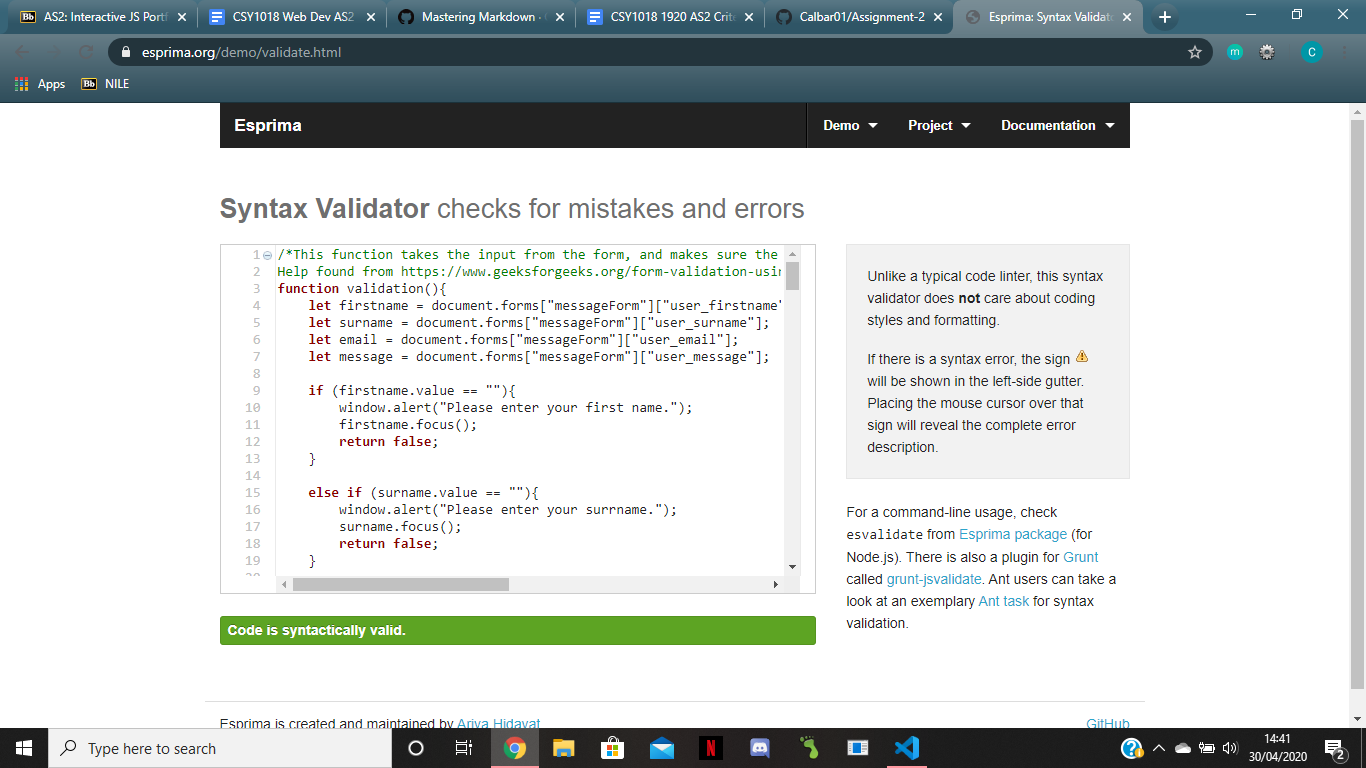 AS2: Interactive JS Portf
CSY1018 Web Dev AS2
Mastering Markdown ·
CSY1018 1920 AS2 Crite
Calbar01/Assignment-2
Esprima: Syntax Validato
esprima.org/demo/validate.html
m
C
Apps
Bb
NILE
Esprima
Demo
Project
Documentation
Syntax Validator checks for mistakes and errors
1 /*This function takes the input from the form, and makes sure the
2 Help found from https://www.geeksforgeeks.org/form-validation-usin
3 function validation(){
4 let firstname = document.forms["messageForm"]["user_firstname"
5 let surname = document.forms["messageForm"]["user_surname"];
6 let email = document.forms["messageForm"]["user_email"];
7 let message = document.forms["messageForm"]["user_message"];
8
9 if (firstname.value == ""){
10 window.alert("Please enter your first name.");
11 firstname.focus();
12 return false;
13 }
14
15 else if (surname.value == ""){
16 window.alert("Please enter your surrname.");
17 surname.focus();
18 return false;
19 }
20
Code is syntactically valid.
Unlike a typical code linter, this syntax
validator does not care about coding
styles and formatting.
If there is a syntax error, the sign
will be shown in the left-side gutter.
Placing the mouse cursor over that
sign will reveal the complete error
description.
For a command-line usage, check
esvalidate from Esprima package (for
Node.js). There is also a plugin for Grunt
called grunt-jsvalidate. Ant users can take a
look at an exemplary Ant task for syntax
validation.
Esprima is created and maintained by Ariya Hidayat
GitHub
Type here to search
N
14:41
30/04/2020
2